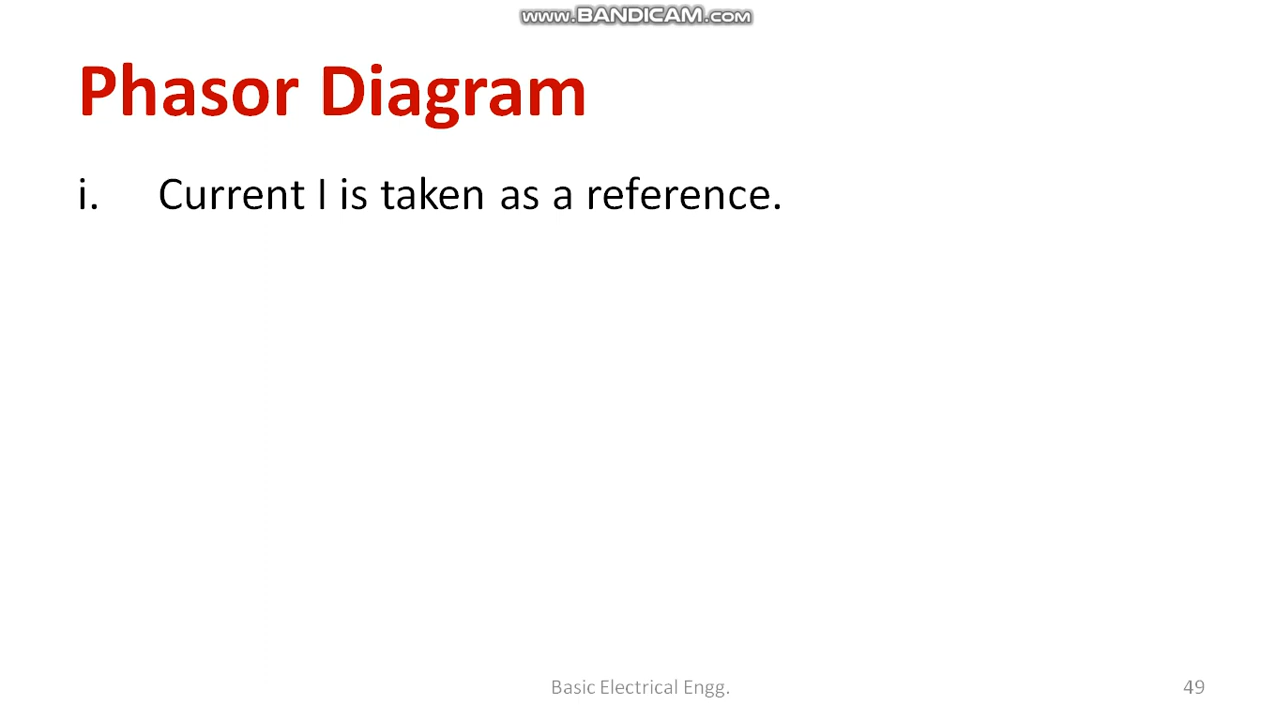 www.BANDICAM.com
Phasor Diagram
i. Current I is taken as a reference.
Basic Electrical Engg.
49